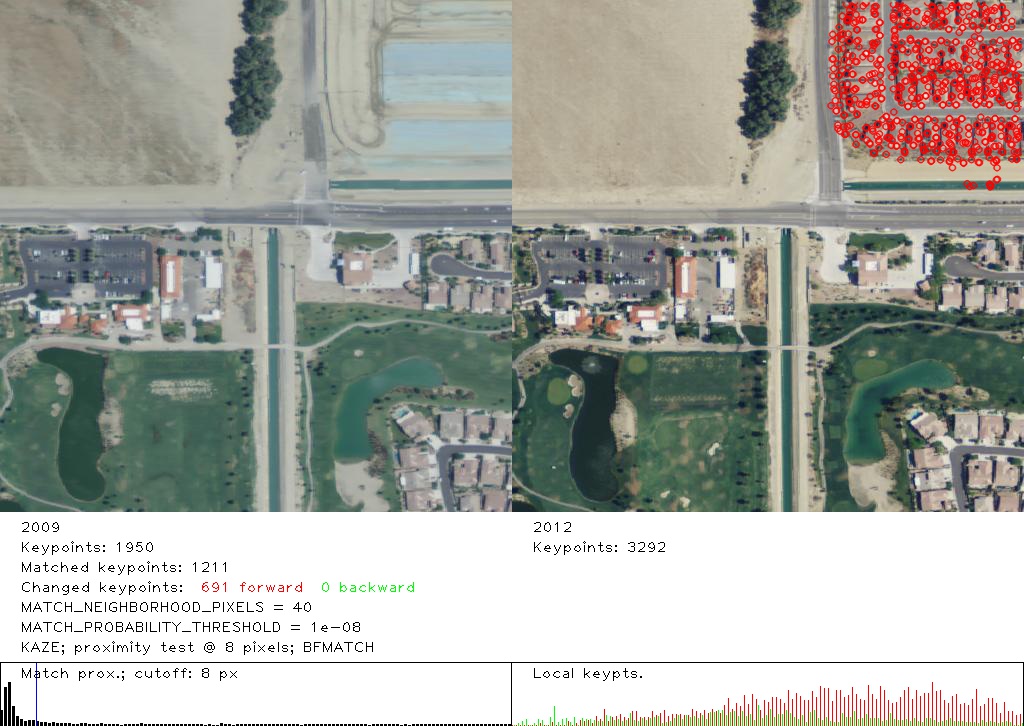 2009
Keypoints: 1950
Matched keypoints: 1211
Changed keypoints: 691 forward 0 backward
MATCH_NEIGHBORHOOD_PIXELS = 40
MATCH_PROBABILITY_THRESHOLD = 1e-08
KAZE; proximity test @ 8 pixels; BFMATCH
Match prox.; cutoff: 8 px
2012
Keypoints: 3292
Local keypts.